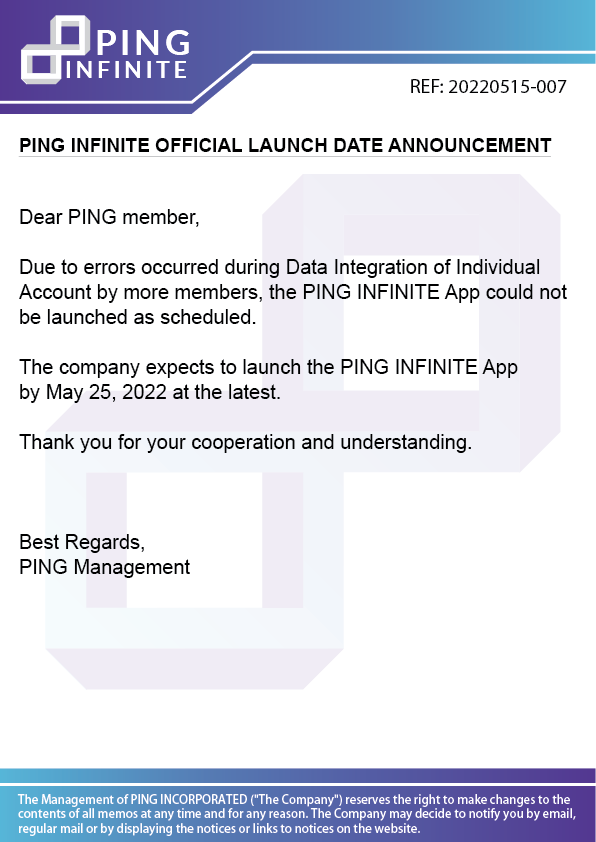 PING
INFINITE
REF: 20220515-007
PING INFINITE OFFICIAL LAUNCH DATE ANNOUNCEMENT
Dear PING member,
Due to errors occurred during Data Integration of Individual
Account by more members, the PING INFINITE App could not
be launched as scheduled.
The company expects to launch the PING INFINITE App
by May 25, 2022 at the latest.
Thank you for your cooperation and understanding.
Best Regards,
PING Management
The Management of PING INCORPORATED ("The Company") reserves the right to make changes to the
contents of all memos at any time and for any reason. The Company may decide to notify you by email,
regular mail or by displaying the notices or links to notices on the website.